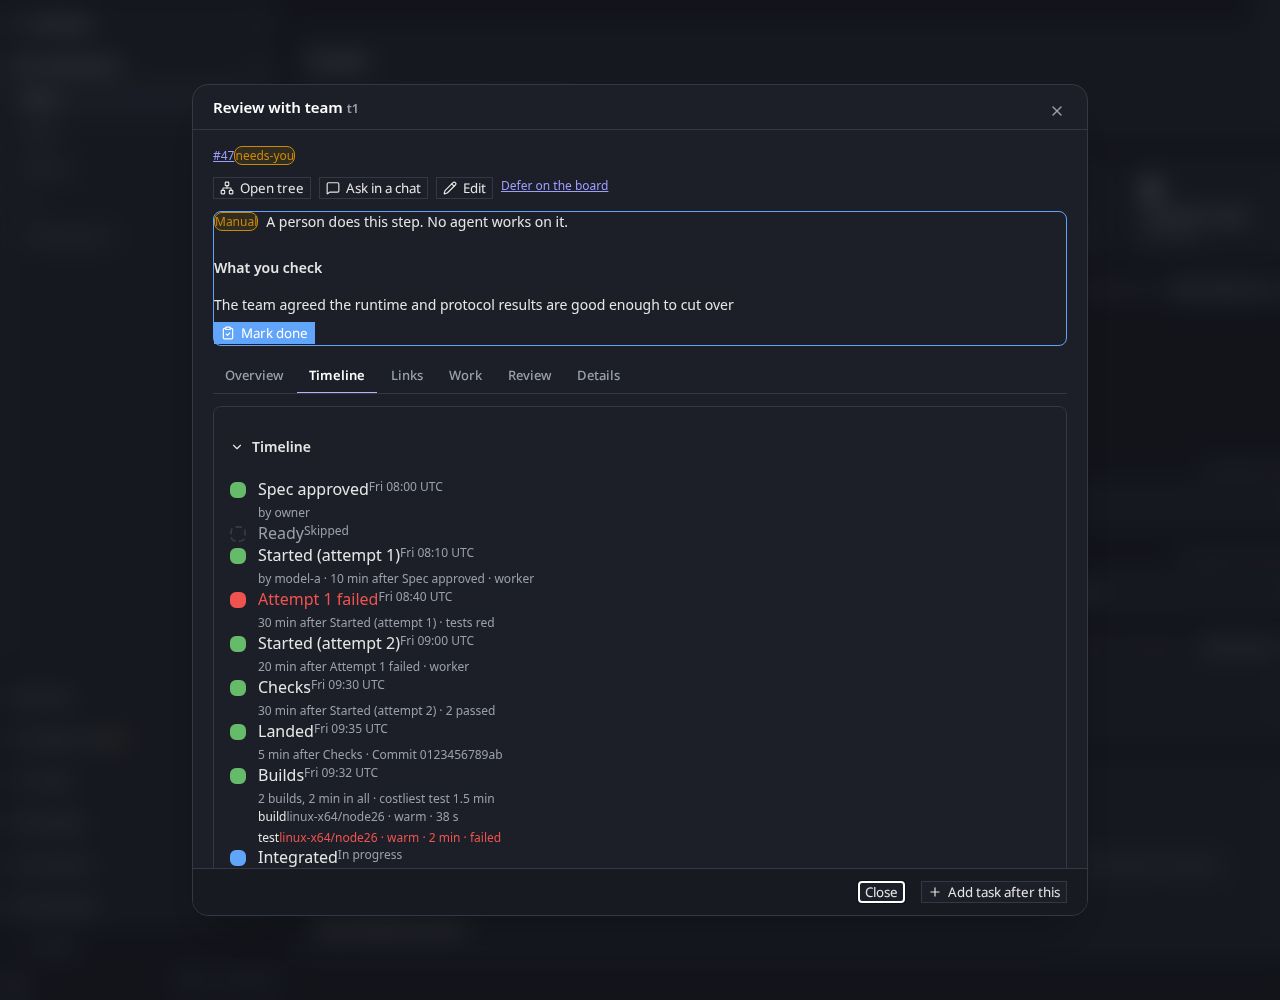 Review with team t1
#47 needs-you
Open tree Ask in a chat Edit Defer on the board
Manual A person does this step. No agent works on it.
What you check
The team agreed the runtime and protocol results are good enough to cut over
Mark done
Overview Timeline Links Work Review Details
Timeline
Spec approved Fri 08:00 UTC
by owner
Ready Skipped
Started (attempt 1) Fri 08:10 UTC
by model-a · 10 min after Spec approved · worker
Attempt 1 failed Fri 08:40 UTC
30 min after Started (attempt 1) · tests red
Started (attempt 2) Fri 09:00 UTC
20 min after Attempt 1 failed · worker
Checks Fri 09:30 UTC
30 min after Started (attempt 2) · 2 passed
Landed Fri 09:35 UTC
5 min after Checks · Commit 0123456789ab
Builds Fri 09:32 UTC
2 builds, 2 min in all · costliest test 1.5 min
build linux-x64/node26 · warm · 38 s
test linux-x64/node26 · warm · 2 min · failed
Integrated In progress
Close Add task after this